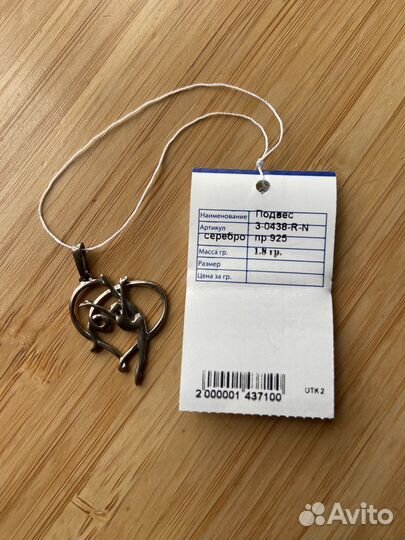 Наименование Подвес
Артикул 3-0438-R-N
серебро пр 925
Масса гр. 1.8 гр.
Размер
Цена за гр.
2 000001 437100
ОТК 2
Avito